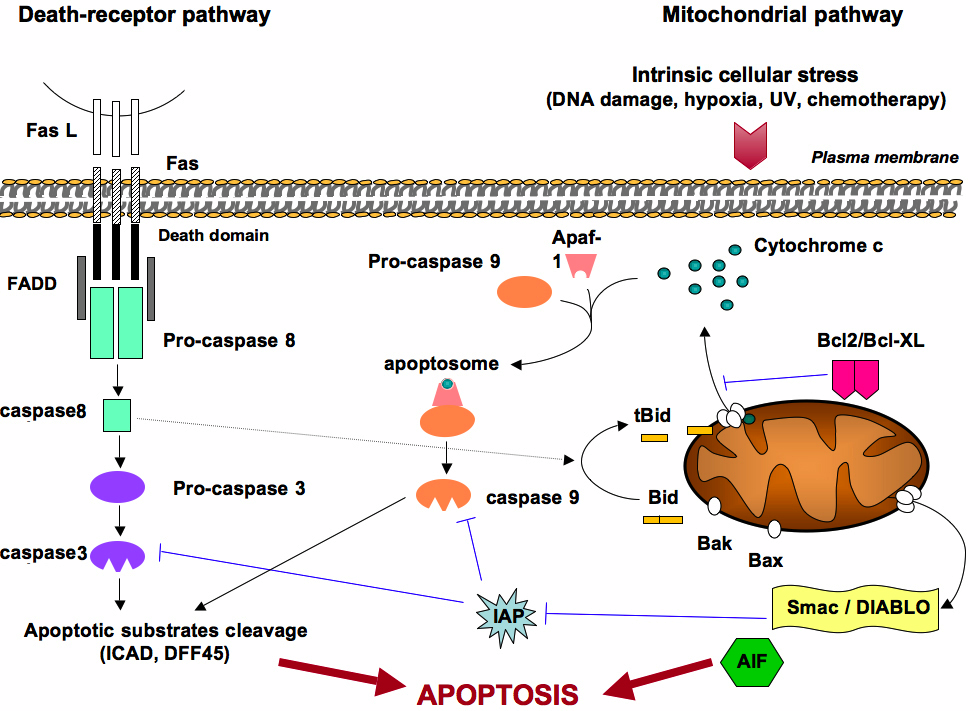 Death-receptor pathway
Mitochondrial pathway
Intrinsic cellular stress
(DNA damage, hypoxia, UV, chemotherapy)
Fas L
Fas
Plasma membrane
Death domain
FADD
Pro-caspase 8
Pro-caspase 9
Apaf-
1
Cytochrome c
Bcl2/Bcl-XL
apoptosome
caspase8
tBid
Pro-caspase 3
caspase 9
Bid
Bak
Bax
caspase3
IAP
Smac / DIABLO
Apoptotic substrates cleavage
(ICAD, DFF45)
AIF
APOPTOSIS